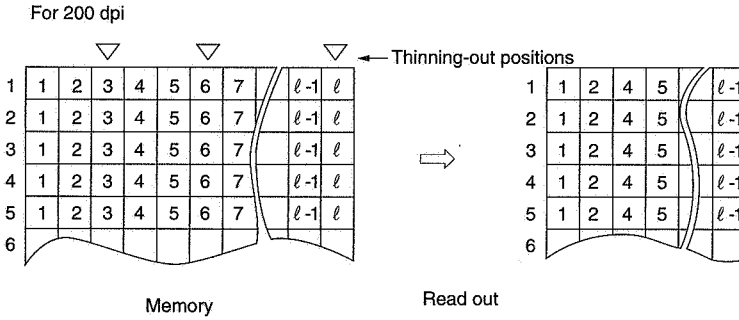 For 200 dpi
Thinning-out positions
1 1 2 3 4 5 6 7 ℓ-1 ℓ
2 1 2 3 4 5 6 7 ℓ-1 ℓ
3 1 2 3 4 5 6 7 ℓ-1 ℓ
4 1 2 3 4 5 6 7 ℓ-1 ℓ
5 1 2 3 4 5 6 7 ℓ-1 ℓ
6
1 1 2 4 5 ℓ-1
2 1 2 4 5 ℓ-1
3 1 2 4 5 ℓ-1
4 1 2 4 5 ℓ-1
5 1 2 4 5 ℓ-1
6
Memory
Read out